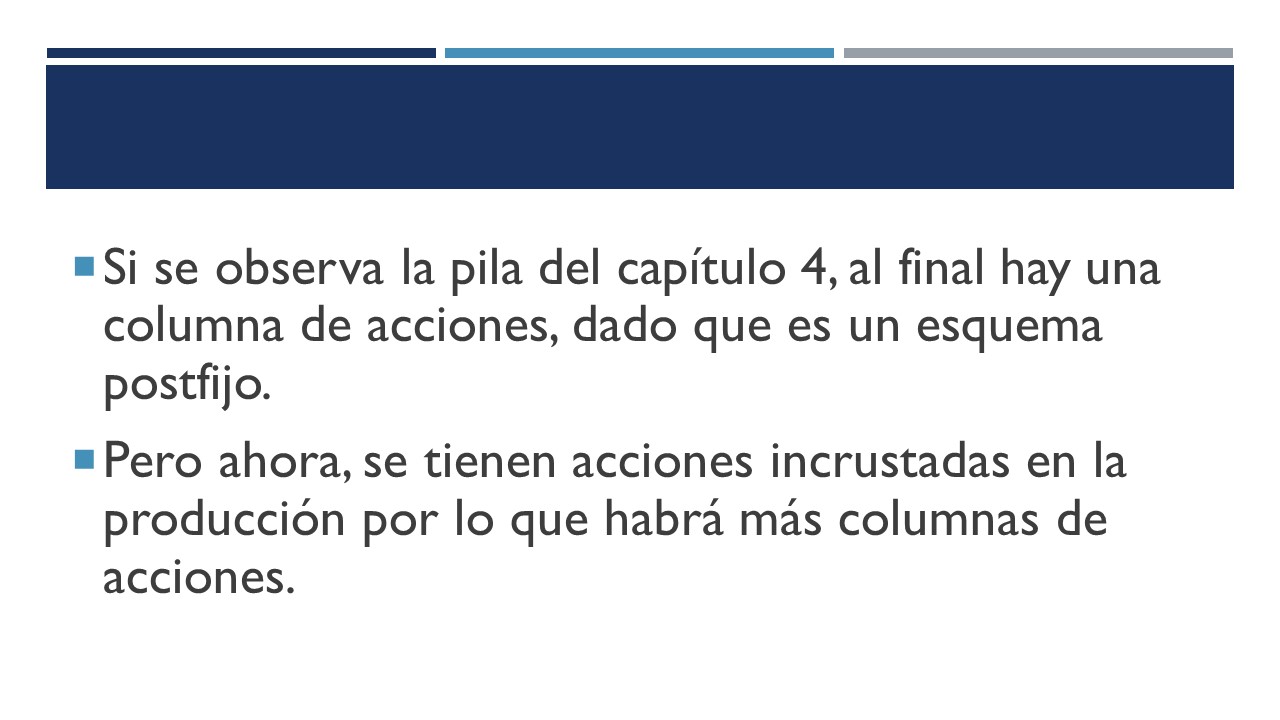 Si se observa la pila del capítulo 4, al final hay una
columna de acciones, dado que es un esquema
postfijo.
Pero ahora, se tienen acciones incrustadas en la
producción por lo que habrá más columnas de
acciones.